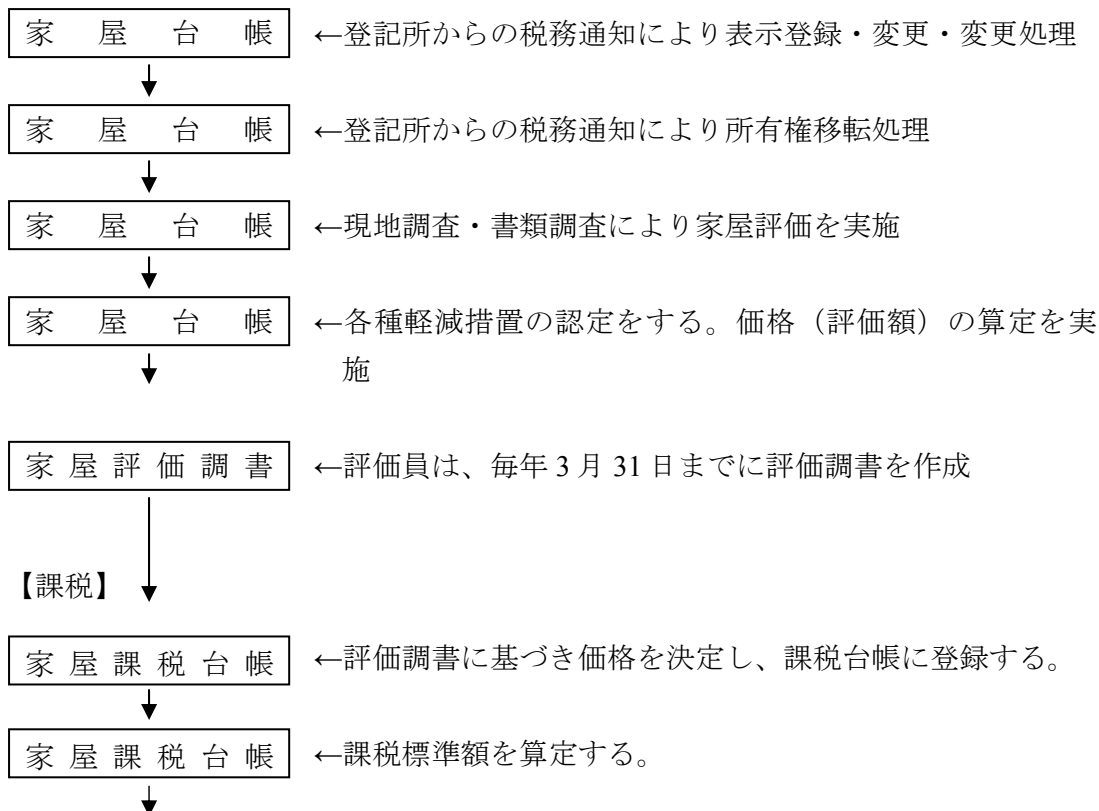 家屋台帳 ←登記所からの税務通知により表示登録・変更・変更処理
家屋台帳 ←登記所からの税務通知により所有権移転処理
家屋台帳 ←現地調査・書類調査により家屋評価を実施
家屋台帳 ←各種軽減措置の認定をする。価格（評価額）の算定を実
施
家屋評価調書 ←評価員は、毎年 3 月 31 日までに評価調書を作成
【課税】
家屋課税台帳 ←評価調書に基づき価格を決定し、課税台帳に登録する。
家屋課税台帳 ←課税標準額を算定する。